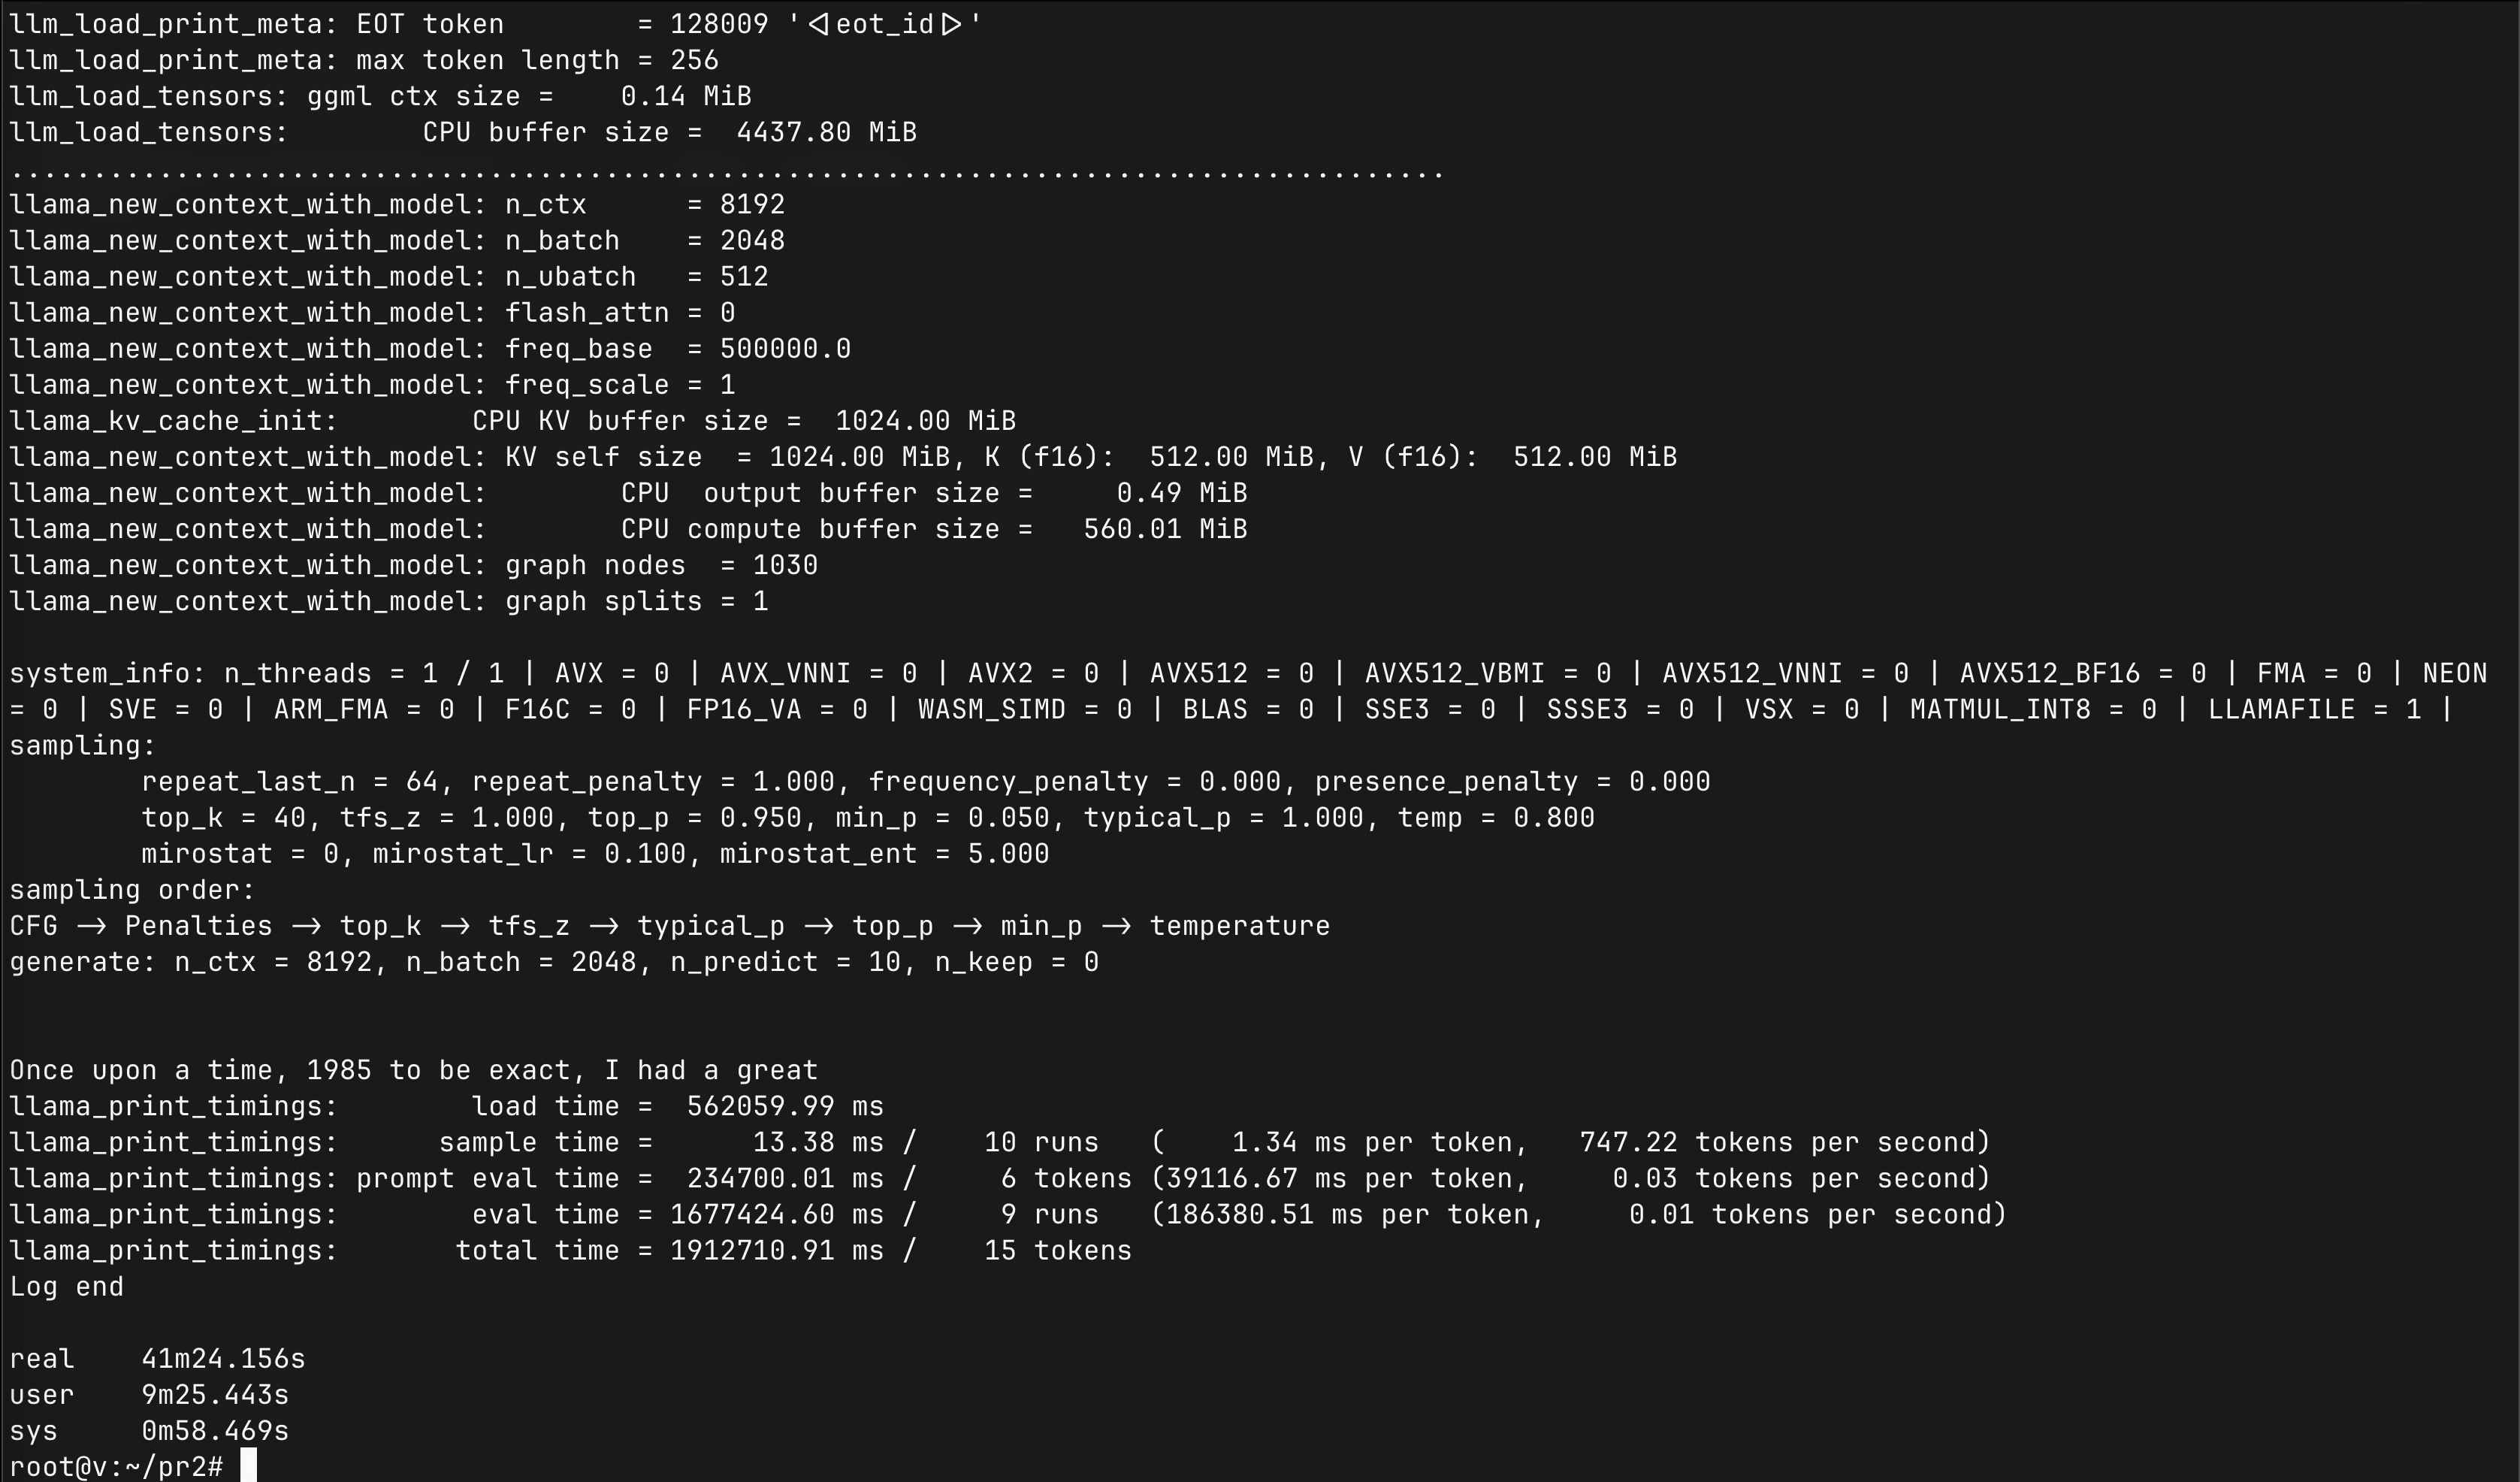 llm_load_print_meta: EOT token        = 128009 '<|eot_id|>'
llm_load_print_meta: max token length = 256
llm_load_tensors: ggml ctx size =    0.14 MiB
llm_load_tensors:        CPU buffer size =  4437.80 MiB
.......................................................................................
llama_new_context_with_model: n_ctx      = 8192
llama_new_context_with_model: n_batch    = 2048
llama_new_context_with_model: n_ubatch   = 512
llama_new_context_with_model: flash_attn = 0
llama_new_context_with_model: freq_base  = 500000.0
llama_new_context_with_model: freq_scale = 1
llama_kv_cache_init:        CPU KV buffer size =  1024.00 MiB
llama_new_context_with_model: KV self size  = 1024.00 MiB, K (f16):  512.00 MiB, V (f16):  512.00 MiB
llama_new_context_with_model:        CPU  output buffer size =     0.49 MiB
llama_new_context_with_model:        CPU compute buffer size =   560.01 MiB
llama_new_context_with_model: graph nodes  = 1030
llama_new_context_with_model: graph splits = 1

system_info: n_threads = 1 / 1 | AVX = 0 | AVX_VNNI = 0 | AVX2 = 0 | AVX512 = 0 | AVX512_VBMI = 0 | AVX512_VNNI = 0 | AVX512_BF16 = 0 | FMA = 0 | NEON
= 0 | SVE = 0 | ARM_FMA = 0 | F16C = 0 | FP16_VA = 0 | WASM_SIMD = 0 | BLAS = 0 | SSE3 = 0 | SSSE3 = 0 | VSX = 0 | MATMUL_INT8 = 0 | LLAMAFILE = 1 |
sampling:
        repeat_last_n = 64, repeat_penalty = 1.000, frequency_penalty = 0.000, presence_penalty = 0.000
        top_k = 40, tfs_z = 1.000, top_p = 0.950, min_p = 0.050, typical_p = 1.000, temp = 0.800
        mirostat = 0, mirostat_lr = 0.100, mirostat_ent = 5.000
sampling order:
CFG -> Penalties -> top_k -> tfs_z -> typical_p -> top_p -> min_p -> temperature
generate: n_ctx = 8192, n_batch = 2048, n_predict = 10, n_keep = 0

Once upon a time, 1985 to be exact, I had a great
llama_print_timings:        load time =  562059.99 ms
llama_print_timings:      sample time =      13.38 ms /    10 runs   (    1.34 ms per token,   747.22 tokens per second)
llama_print_timings: prompt eval time =  234700.01 ms /     6 tokens (39116.67 ms per token,     0.03 tokens per second)
llama_print_timings:        eval time = 1677424.60 ms /     9 runs   (186380.51 ms per token,     0.01 tokens per second)
llama_print_timings:       total time = 1912710.91 ms /    15 tokens
Log end

real    41m24.156s
user    9m25.443s
sys     0m58.469s
root@v:~/pr2#